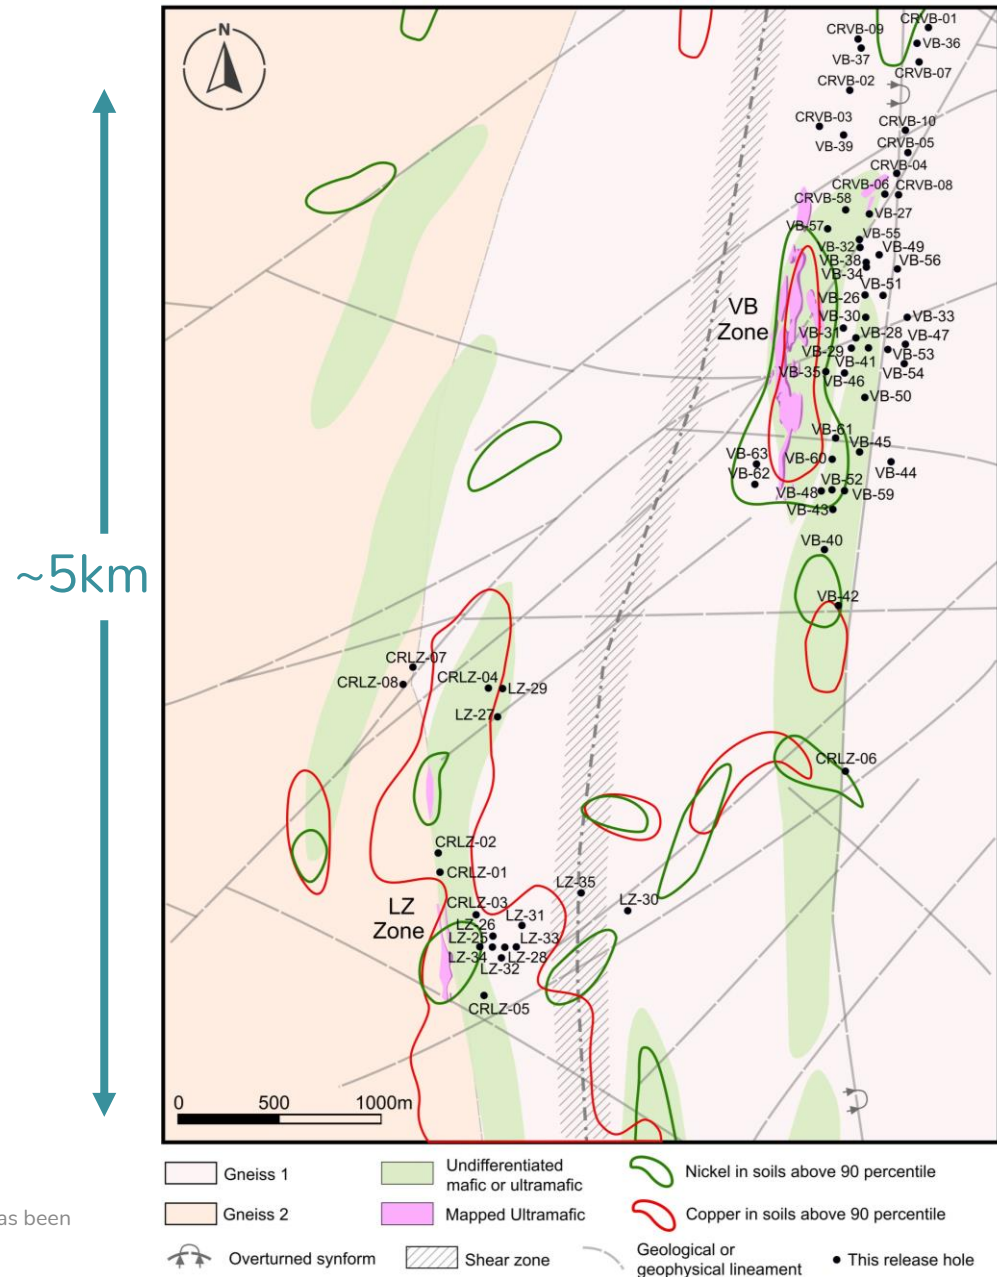 N
CRVB-01
CRVB-09
VB-36
VB-37
CRVB-07
CRVB-02
CRVB-03
CRVB-10
VB-39
CRVB-05
CRVB-04
CRVB-06
CRVB-08
CRVB-58
VB-27
VB-57
VB-55
VB-32
VB-49
VB-38
VB-56
VB-34
VB-51
VB-26
VB
Zone
VB-30
VB-33
VB-31
VB-28
VB-47
VB-29
VB-53
VB-41
VB-54
VB-35
VB-46
VB-50
VB-61
VB-45
VB-63
VB-60
VB-44
VB-62
VB-52
VB-48
VB-59
VB-43
VB-40
~5km
VB-42
CRLZ-07
CRLZ-08
CRLZ-04
LZ-29
LZ-27
CRLZ-06
CRLZ-02
CRLZ-01
LZ-35
LZ-30
LZ
Zone
CRLZ-03
LZ-31
LZ-26
LZ-25
LZ-33
LZ-34
LZ-28
LZ-32
CRLZ-05
0 500 1000m
Gneiss 1
Undifferentiated
mafic or ultramafic
Nickel in soils above 90 percentile
Gneiss 2
Mapped Ultramafic
Copper in soils above 90 percentile
as been
Overturned synform
Shear zone
Geological or
geophysical lineament
This release hole